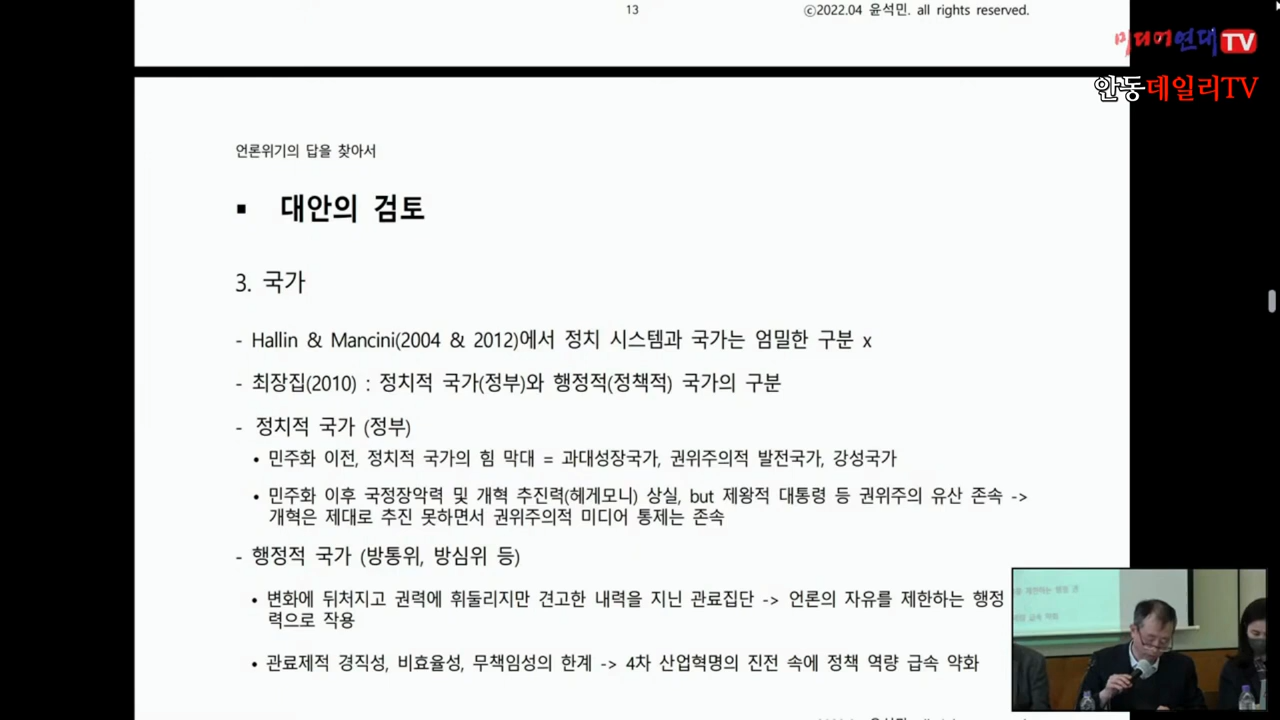 13
ⓒ2022.04 윤석민. all rights reserved.
미디어연대TV
안동데일리TV
언론위기의 답을 찾아서
▪ 대안의 검토
3. 국가
- Hallin & Mancini(2004 & 2012)에서 정치 시스템과 국가는 엄밀한 구분 x
- 최장집(2010) : 정치적 국가(정부)와 행정적(정책적) 국가의 구분
- 정치적 국가 (정부)
• 민주화 이전, 정치적 국가의 힘 막대 = 과대성장국가, 권위주의적 발전국가, 강성국가
• 민주화 이후 국정장악력 및 개혁 추진력(헤게모니) 상실, but 제왕적 대통령 등 권위주의 유산 존속 ->
개혁은 제대로 추진 못하면서 권위주의적 미디어 통제는 존속
- 행정적 국가 (방통위, 방심위 등)
• 변화에 뒤처지고 권력에 휘둘리지만 견고한 내력을 지닌 관료집단 -> 언론의 자유를 제한하는 행정
력으로 작용
• 관료제적 경직성, 비효율성, 무책임성의 한계 -> 4차 산업혁명의 진전 속에 정책 역량 급속 약화